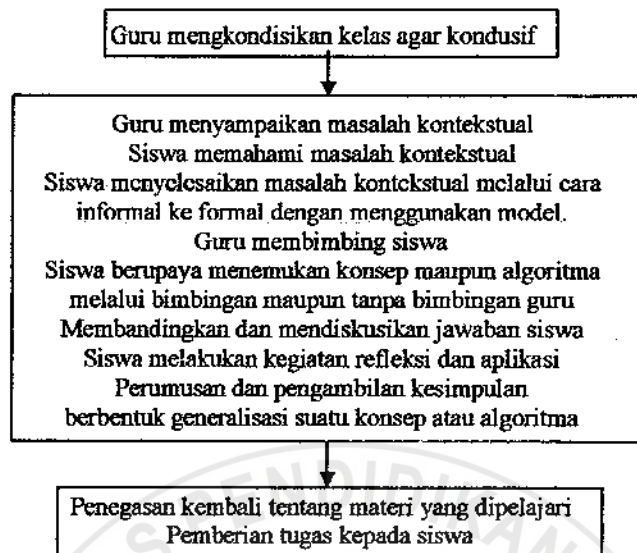 Guru mengkondisikan kelas agar kondusif
Guru menyampaikan masalah kontekstual
Siswa memahami masalah kontekstual
Siswa menyelesaikan masalah kontekstual melalui cara
informal ke formal dengan menggunakan model.
Guru membimbing siswa
Siswa berupaya menemukan konsep maupun algoritma
melalui bimbingan maupun tanpa bimbingan guru
Membandingkan dan mendiskusikan jawaban siswa
Siswa melakukan kegiatan refleksi dan aplikasi
Perumusan dan pengambilan kesimpulan
berbentuk generalisasi suatu konsep atau algoritma
S PENDIDIKAN
Penegasan kembali tentang materi yang dipelajari
Pemberian tugas kepada siswa